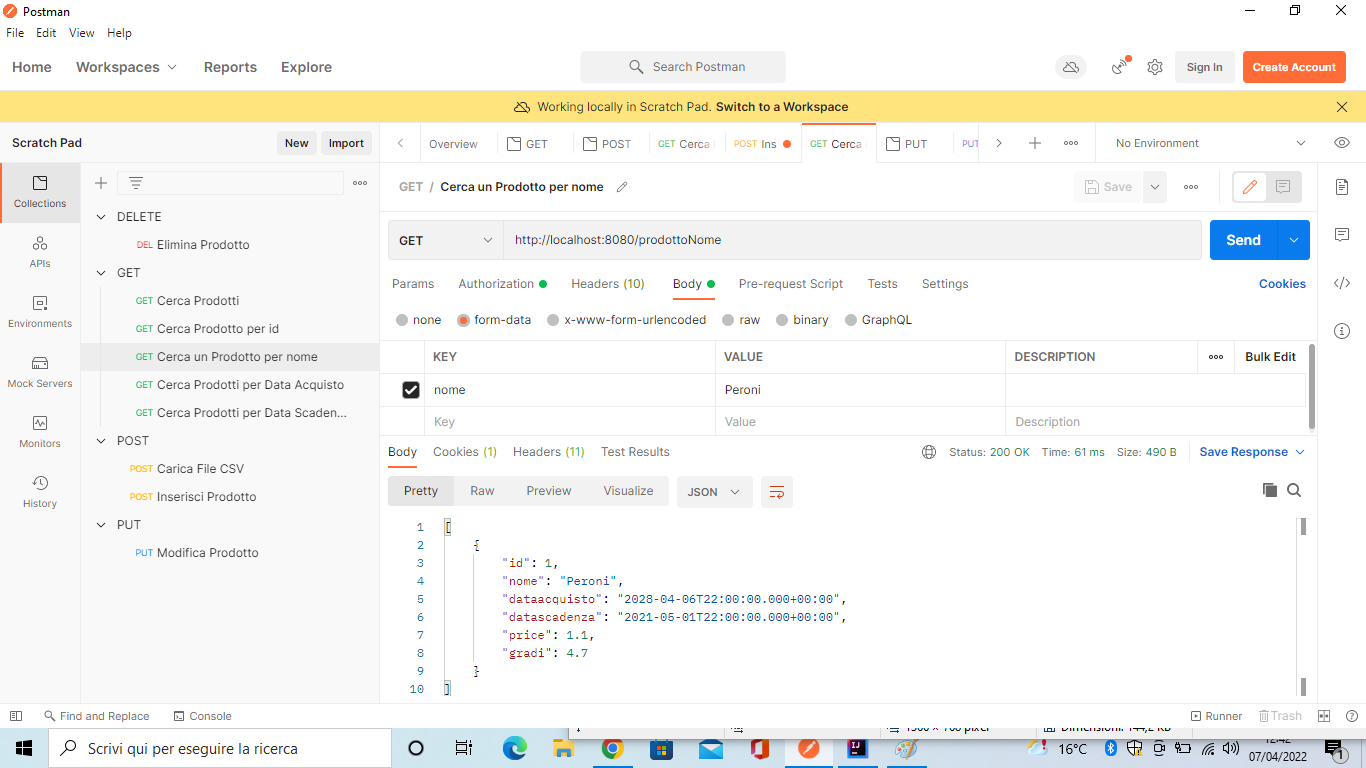 Postman
File Edit View Help
Home Workspaces Reports Explore Search Postman Sign In Create Account
Working locally in Scratch Pad. Switch to a Workspace
Scratch Pad New Import
Overview GET POST GET Cerca POST Ins GET Cerca PUT PUT No Environment
GET / Cerca un Prodotto per nome Save
Collections
APIs
Environments
Mock Servers
Monitors
History
DELETE
DEL Elimina Prodotto
GET
GET Cerca Prodotti
GET Cerca Prodotto per id
GET Cerca un Prodotto per nome
GET Cerca Prodotti per Data Acquisto
GET Cerca Prodotti per Data Scaden...
POST
POST Carica File CSV
POST Inserisci Prodotto
PUT
PUT Modifica Prodotto
GET http://localhost:8080/prodottoNome Send
Params Authorization Headers (10) Body Pre-request Script Tests Settings Cookies
none form-data x-www-form-urlencoded raw binary GraphQL
KEY VALUE DESCRIPTION Bulk Edit
nome Peroni
Key Value Description
Body Cookies (1) Headers (11) Test Results Status: 200 OK Time: 61 ms Size: 490 B Save Response
Pretty Raw Preview Visualize JSON
1 [
2 {
3 "id": 1,
4 "nome": "Peroni",
5 "dataacquisto": "2028-04-06T22:00:00.000+00:00",
6 "datascadenza": "2021-05-01T22:00:00.000+00:00",
7 "price": 1.1,
8 "gradi": 4.7
9 }
10 ]
Find and Replace Console Runner Trash
Scrivi qui per eseguire la ricerca
16°C
12:42
07/04/2022
1